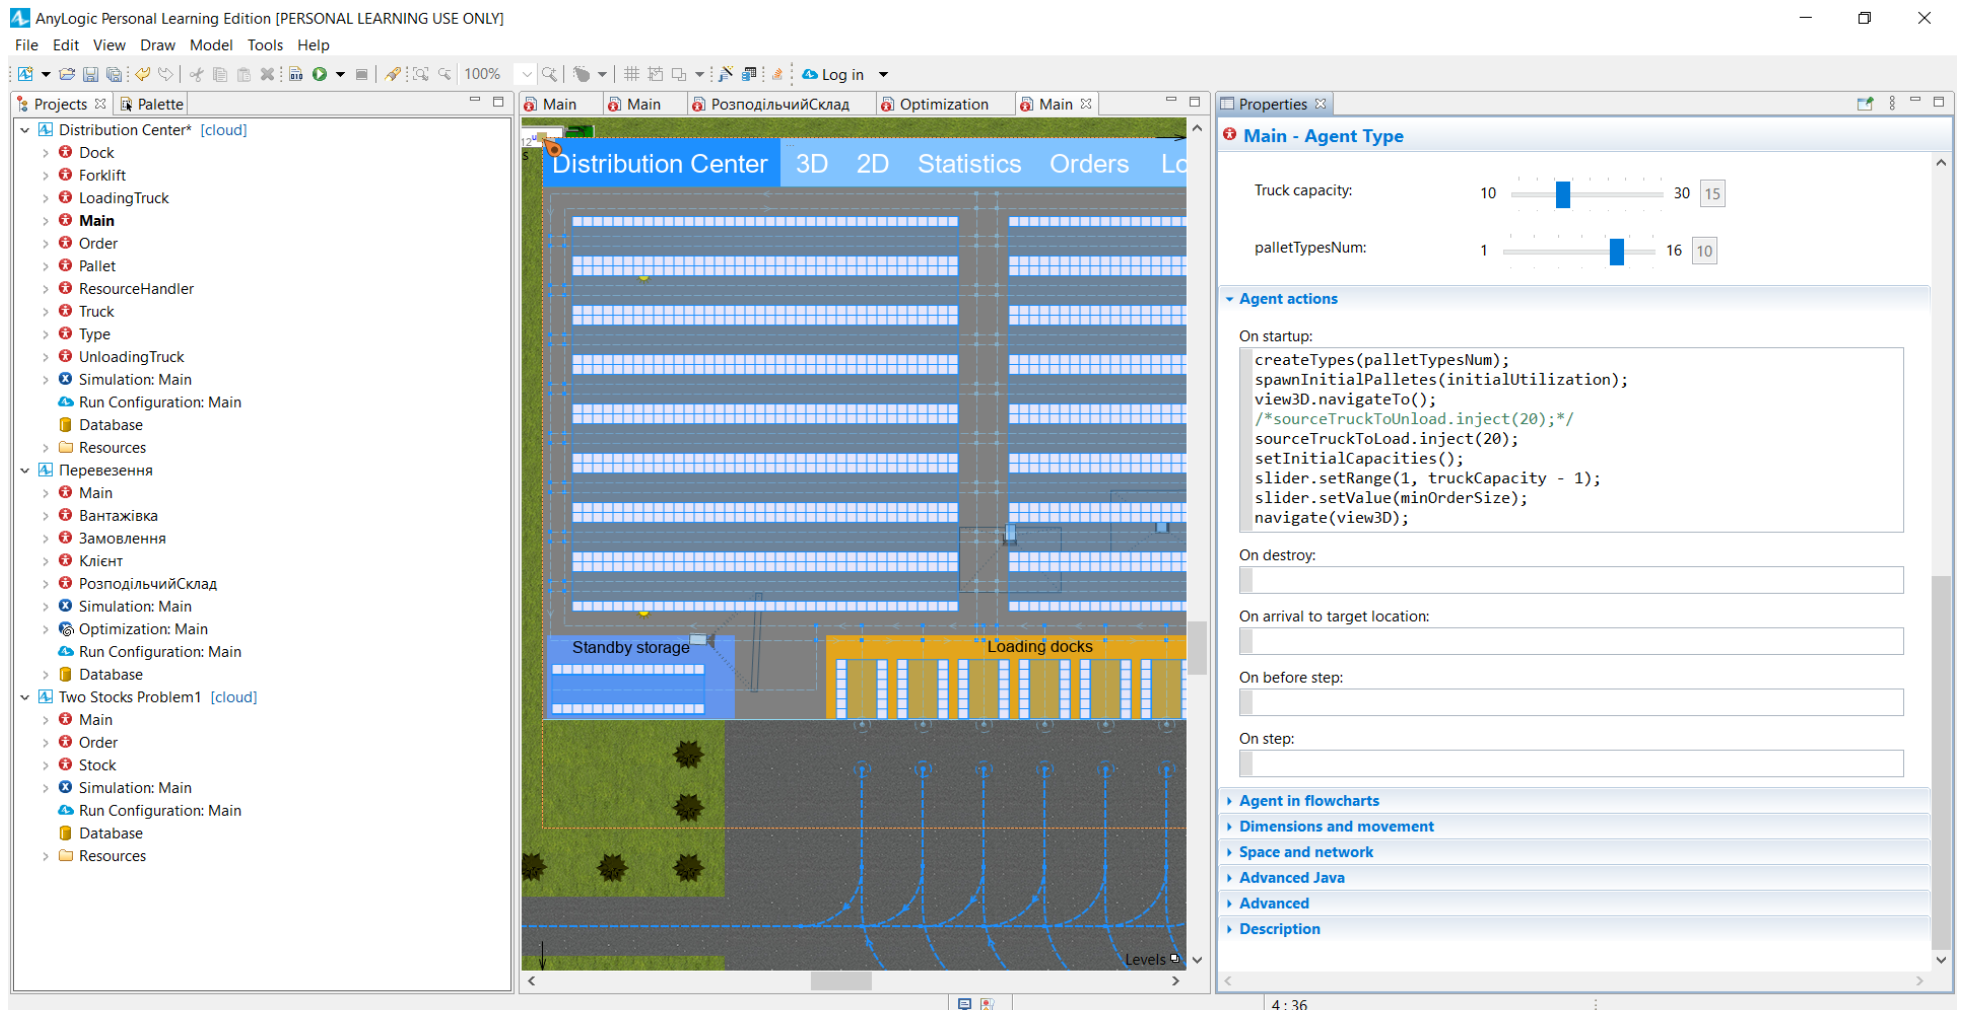 AnyLogic Personal Learning Edition [PERSONAL LEARNING USE ONLY]
File Edit View Draw Model Tools Help
100% Log in
Projects Palette
Distribution Center* [cloud]
Dock
Forklift
LoadingTruck
Main
Order
Pallet
ResourceHandler
Truck
Type
UnloadingTruck
Simulation: Main
Run Configuration: Main
Database
Resources
Перевезення
Main
Вантажівка
Замовлення
Клієнт
РозподільчийСклад
Simulation: Main
Optimization: Main
Run Configuration: Main
Database
Two Stocks Problem1 [cloud]
Main
Order
Stock
Simulation: Main
Run Configuration: Main
Database
Resources
Main Main РозподільчийСклад Optimization Main
Distribution Center 3D 2D Statistics Orders Lo
Standby storage
Loading docks
Levels
Properties
Main - Agent Type
Truck capacity: 10 30 15
palletTypesNum: 1 16 10
Agent actions
On startup:
createTypes(palletTypesNum);
spawnInitialPalletes(initialUtilization);
view3D.navigateTo();
/*sourceTruckToUnload.inject(20);*/
sourceTruckToLoad.inject(20);
setInitialCapacities();
slider.setRange(1, truckCapacity - 1);
slider.setValue(minOrderSize);
navigate(view3D);
On destroy:
On arrival to target location:
On before step:
On step:
Agent in flowcharts
Dimensions and movement
Space and network
Advanced Java
Advanced
Description
4 : 36